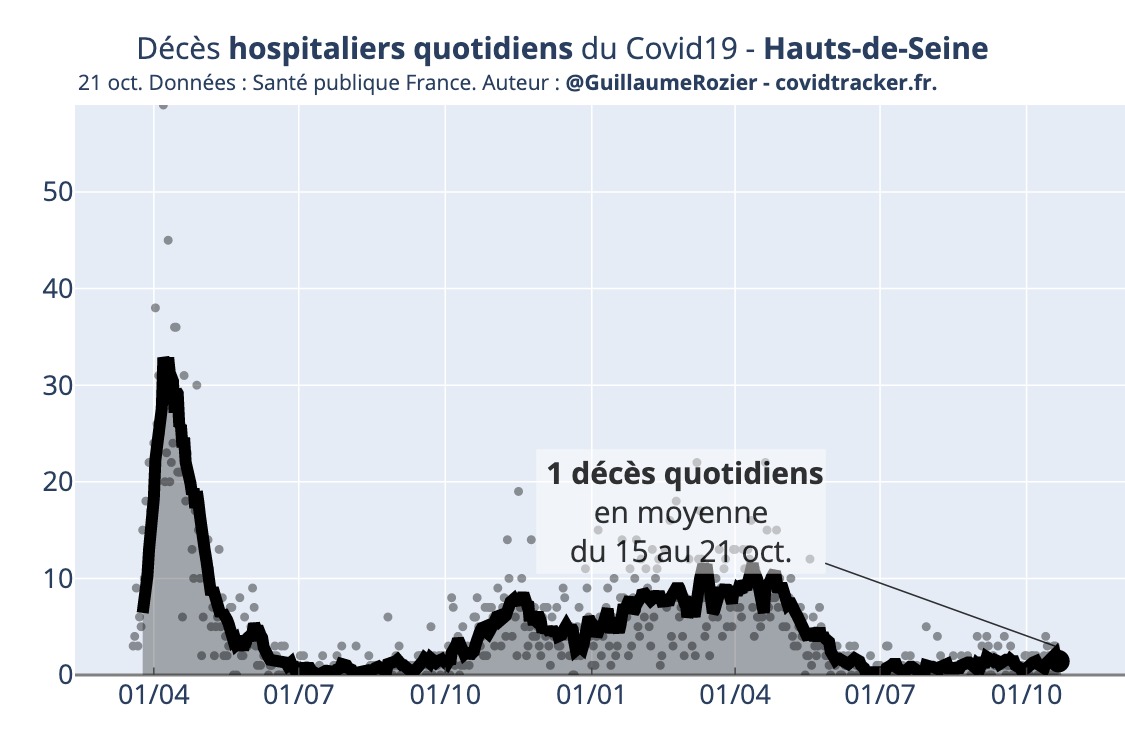 Décès hospitaliers quotidiens du Covid19 - Hauts-de-Seine
21 oct. Données : Santé publique France. Auteur : @GuillaumeRozier - covidtracker.fr.
50
40
30
20
10
0
1 décès quotidiens
en moyenne
du 15 au 21 oct.
01/04 01/07 01/10 01/01 01/04 01/07 01/10